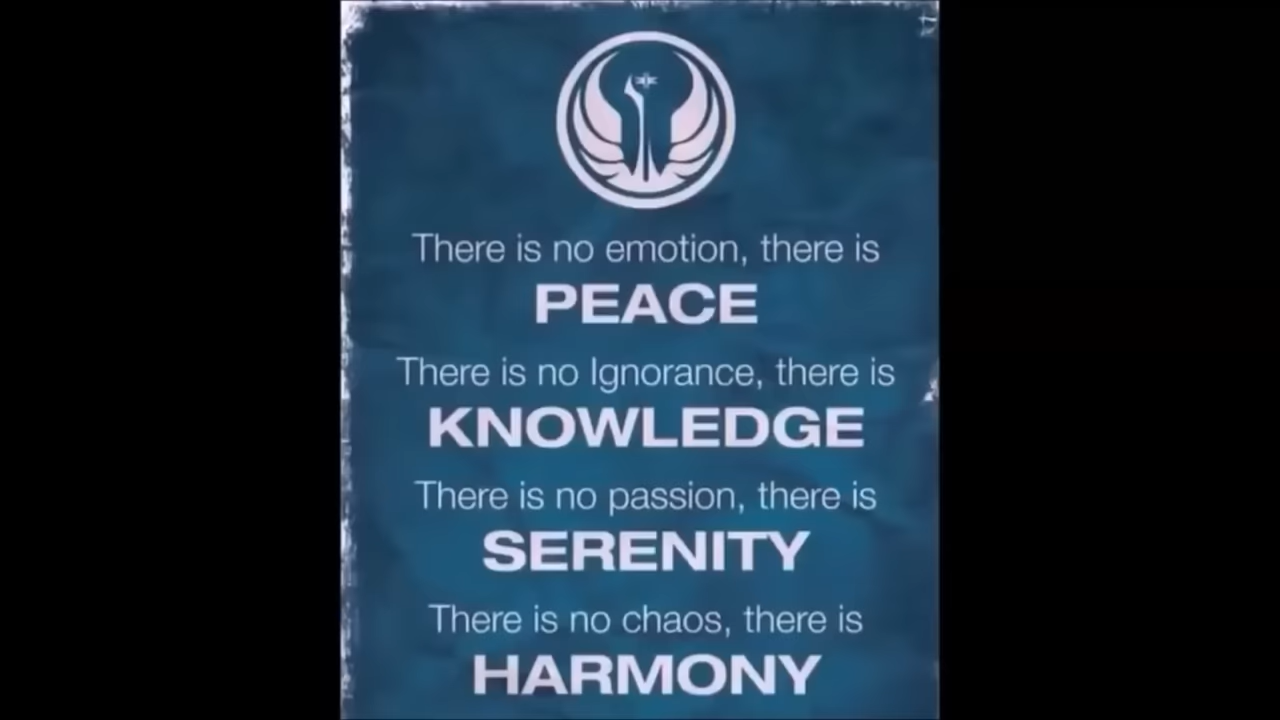 There is no emotion, there is
PEACE
There is no Ignorance, there is
KNOWLEDGE
There is no passion, there is
SERENITY
There is no chaos, there is
HARMONY